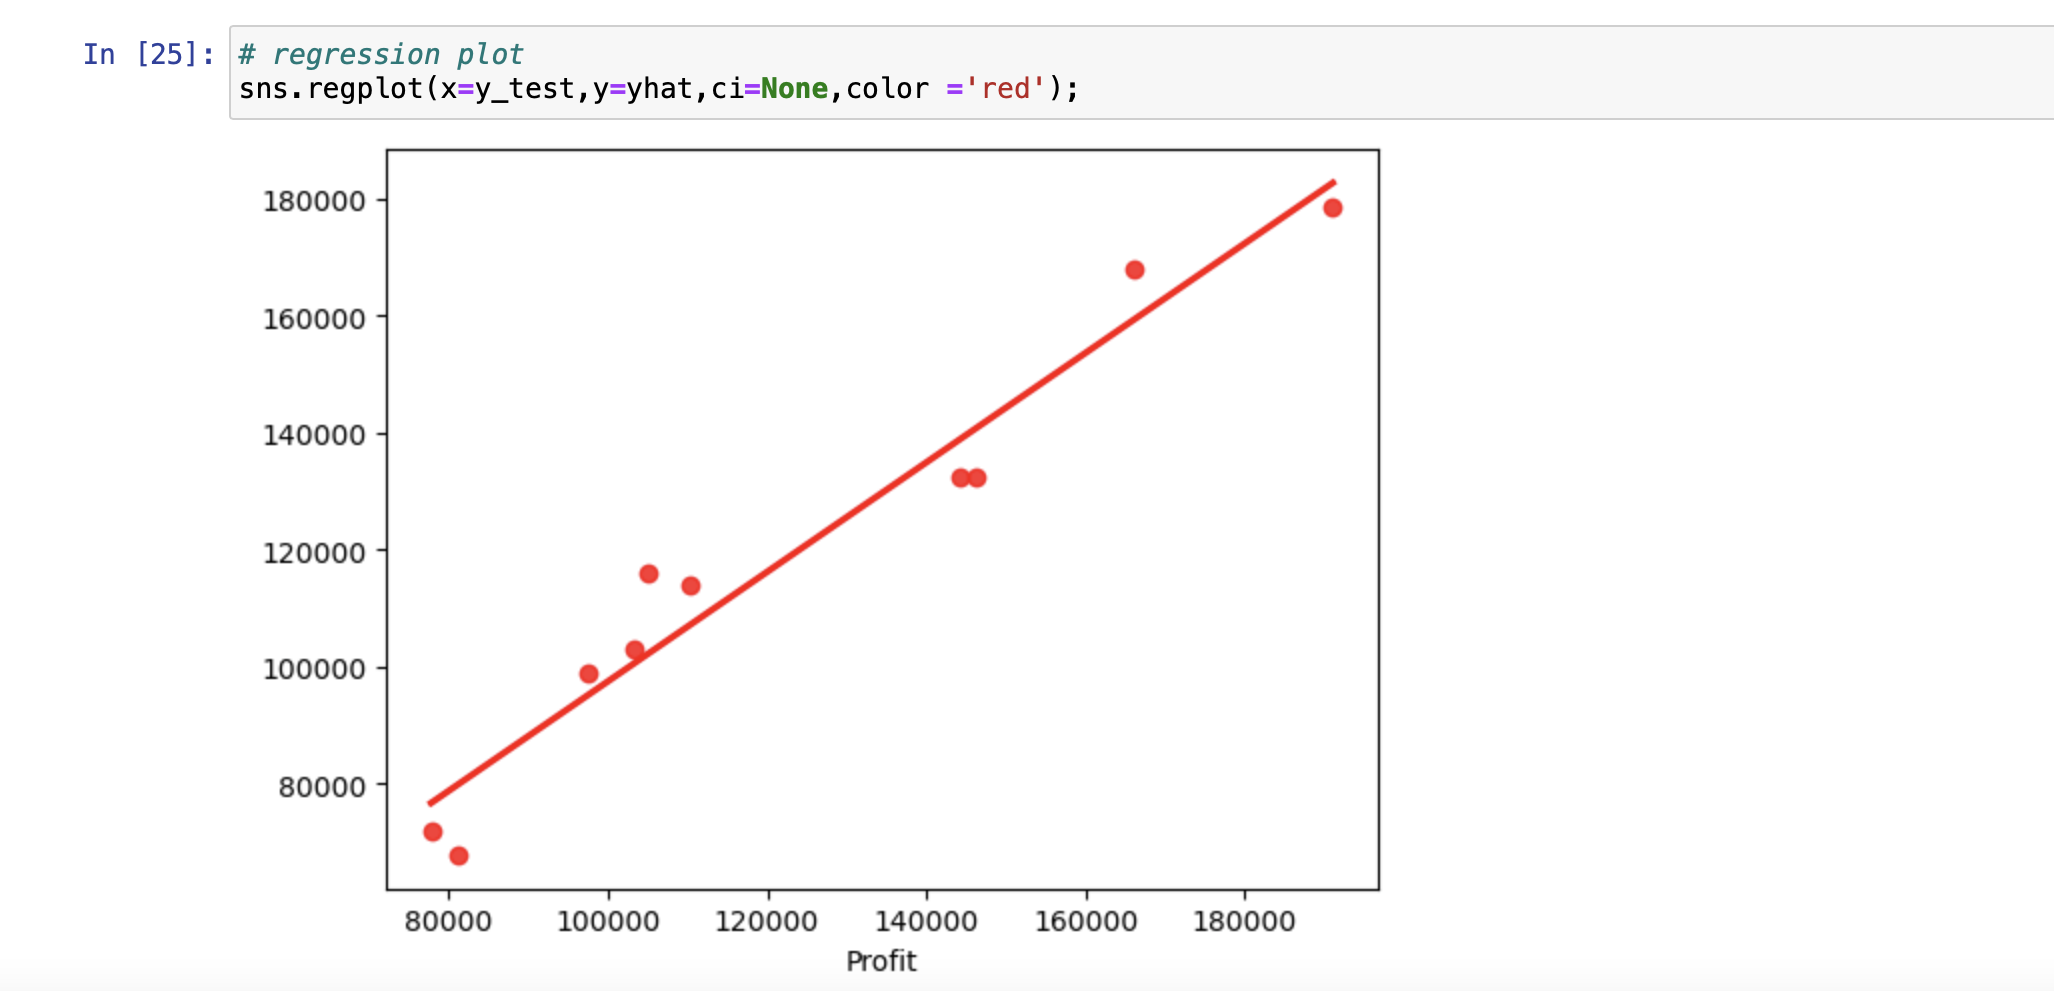 In [25]:
# regression plot
sns.regplot(x=y_test,y=yhat,ci=None,color ='red');
180000
160000
140000
120000
100000
80000
80000 100000 120000 140000 160000 180000
Profit